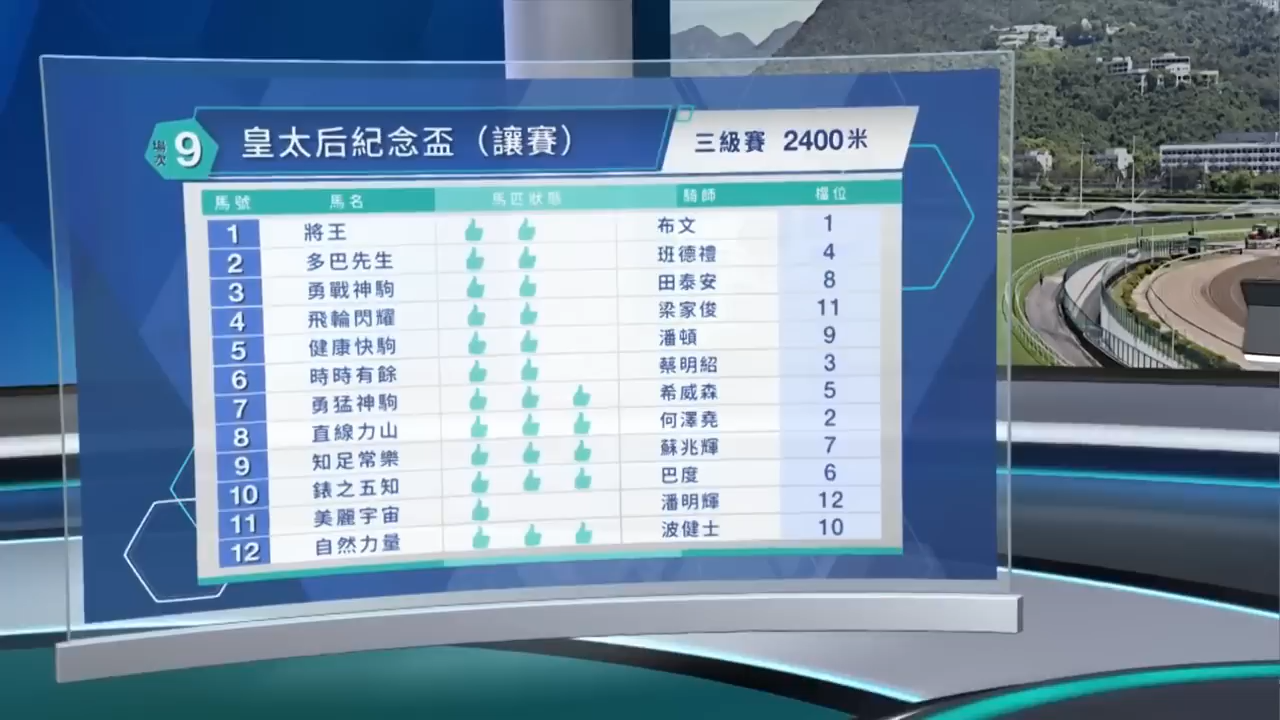 場次 9 皇太后紀念盃（讓賽） 三級賽 2400米
馬號 馬名 馬匹狀態 騎師 檔位
1 將王 布文 1
2 多巴先生 班德禮 4
3 勇戰神駒 田泰安 8
4 飛輪閃耀 梁家俊 11
5 健康快駒 潘頓 9
6 時時有餘 蔡明紹 3
7 勇猛神駒 希威森 5
8 直線力山 何澤堯 2
9 知足常樂 蘇兆輝 7
10 錶之五知 巴度 6
11 美麗宇宙 潘明輝 12
12 自然力量 波健士 10